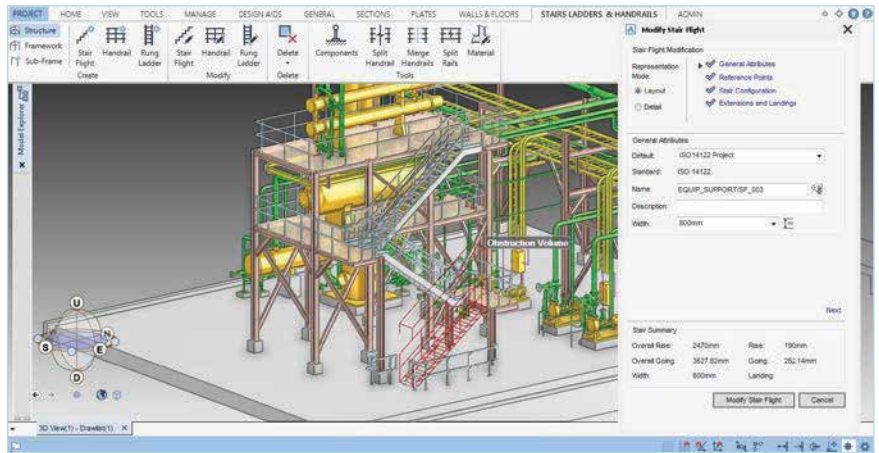 PROJECT HOME VIEW TOOLS MANAGE DESIGN AIDS GENERAL SECTIONS PLATES WALLS & FLOORS STAIRS LADDERS & HANDRAILS ADMIN
Structure
Framework
Sub-Frame
Stair Flight
Handrail
Rung Ladder
Create
Stair Flight
Handrail
Rung Ladder
Modify
Delete
Delete
Components
Split Handrail
Merge Handrails
Split Rails
Material
Tools
Model Explorer
Obstruction Volume
U
N
S
E
D
3D View(1) - Drawlist(1) X
Modify Stair Flight
Stair Flight Modification
Representation Mode:
Layout
Detail
General Attributes
Reference Points
Stair Configuration
Extensions and Landings
General Attributes
Default: ISO 14122 Project
Standard: ISO 14122
Name: EQUIP_SUPPORT/SF_003
Description:
Width: 800mm
Next
Stair Summary
Overall Rise: 2470mm Rise: 190mm
Overall Going: 3627.82mm Going: 252.14mm
Width: 800mm Landing:
Modify Stair Flight Cancel